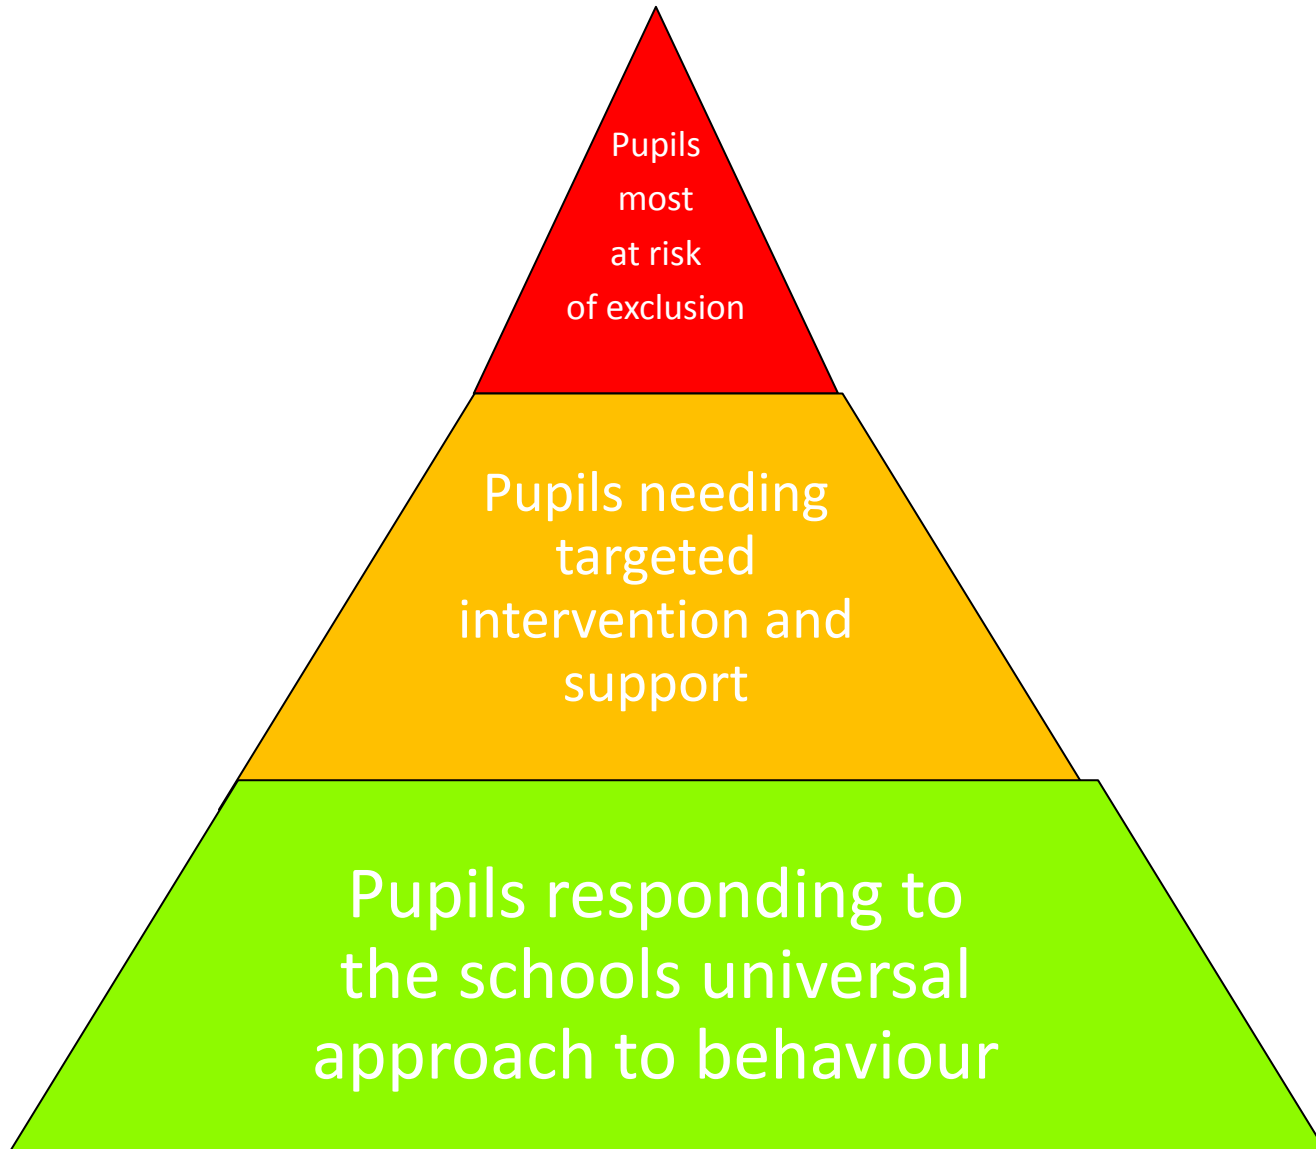 Pupils
most
at risk
of exclusion
Pupils needing
targeted
intervention and
support
Pupils responding to
the schools universal
approach to behaviour